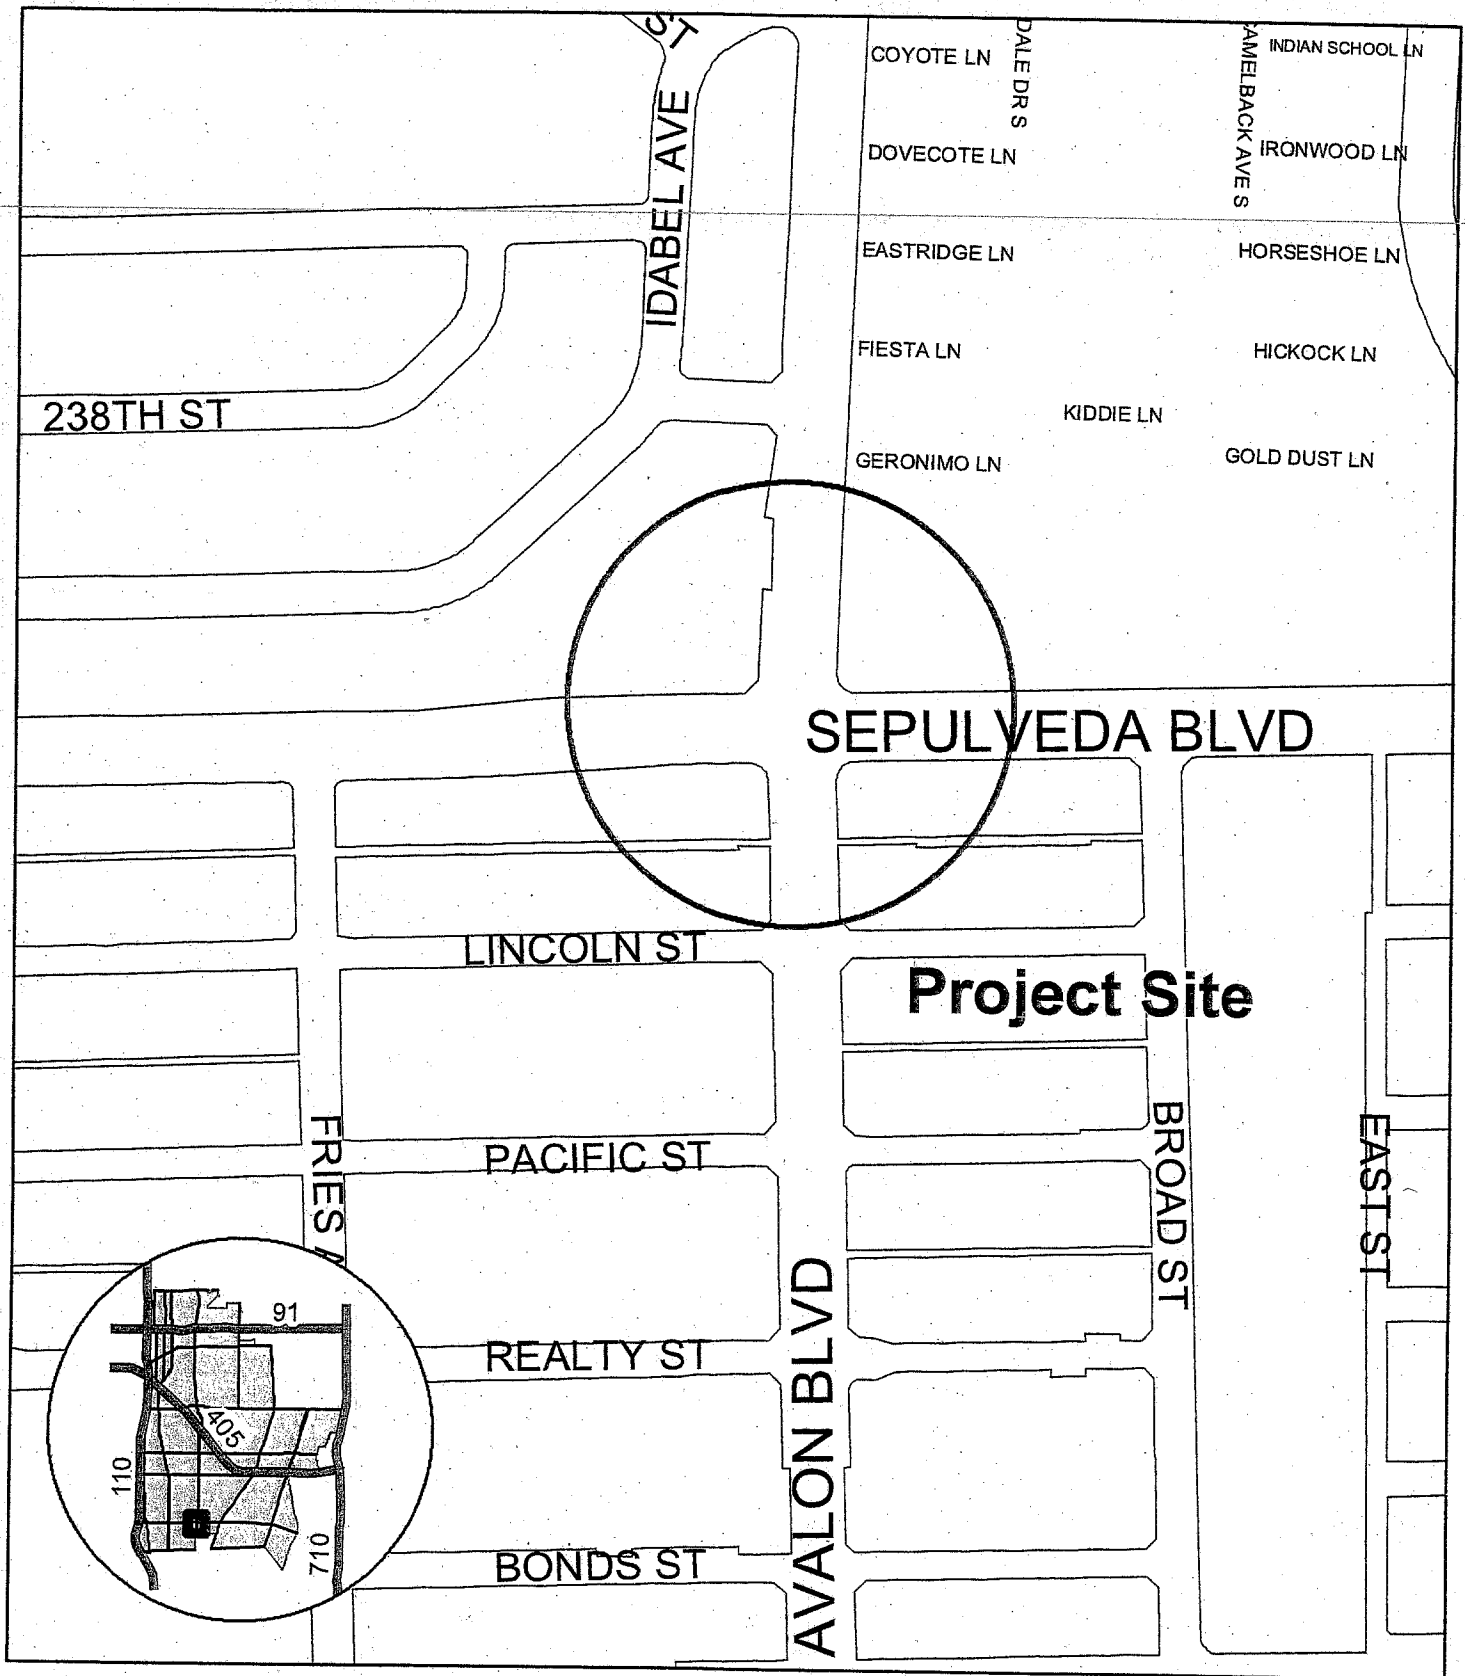 ST
COYOTE LN
DALE DR S
AMELBACK AVE S
INDIAN SCHOOL LN
IDABEL AVE
DOVECOTE LN
IRONWOOD LN
EASTRIDGE LN
HORSESHOE LN
FIESTA LN
HICKOCK LN
238TH ST
KIDDIE LN
GERONIMO LN
GOLD DUST LN
SEPULVEDA BLVD
LINCOLN ST
Project Site
FRIES A
PACIFIC ST
BROAD ST
EAST ST
AVALON BLVD
91
REALTY ST
405
110
710
BONDS ST